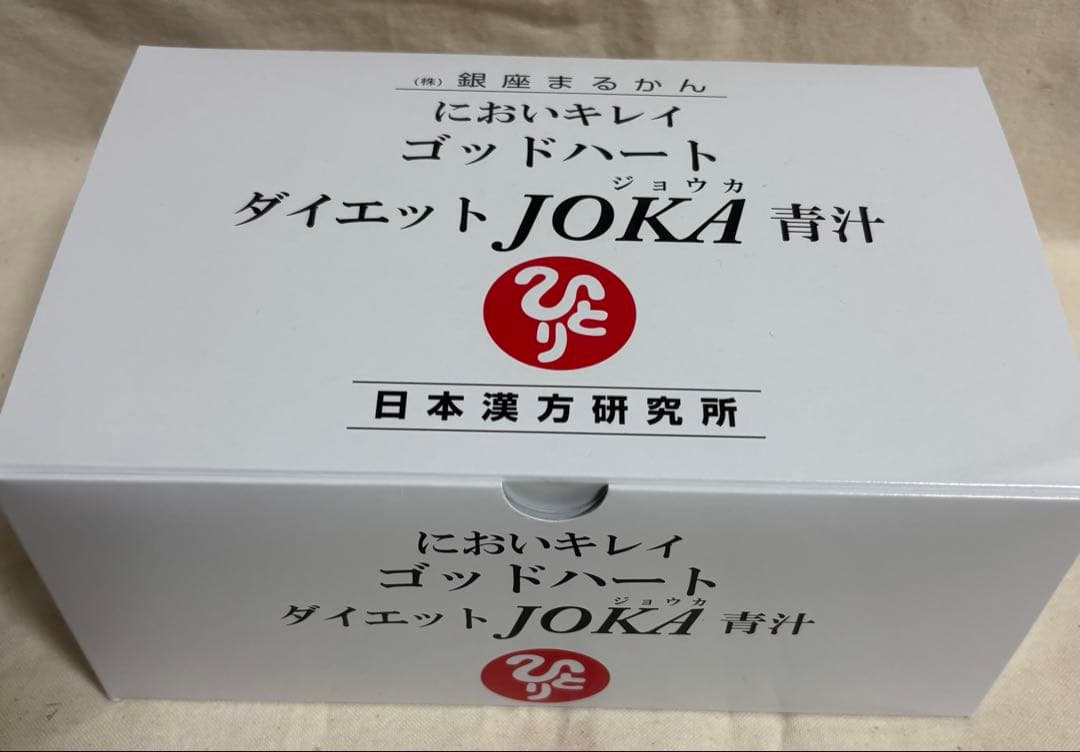 (株) 銀座まるかん
においキレイ
ゴッドハート
ジョウカ
ダイエットJOKA青汁
ひとり
日本漢方研究所
においキレイ
ゴッドハート
ジョウカ
ダイエットJOKA青汁
ひとり